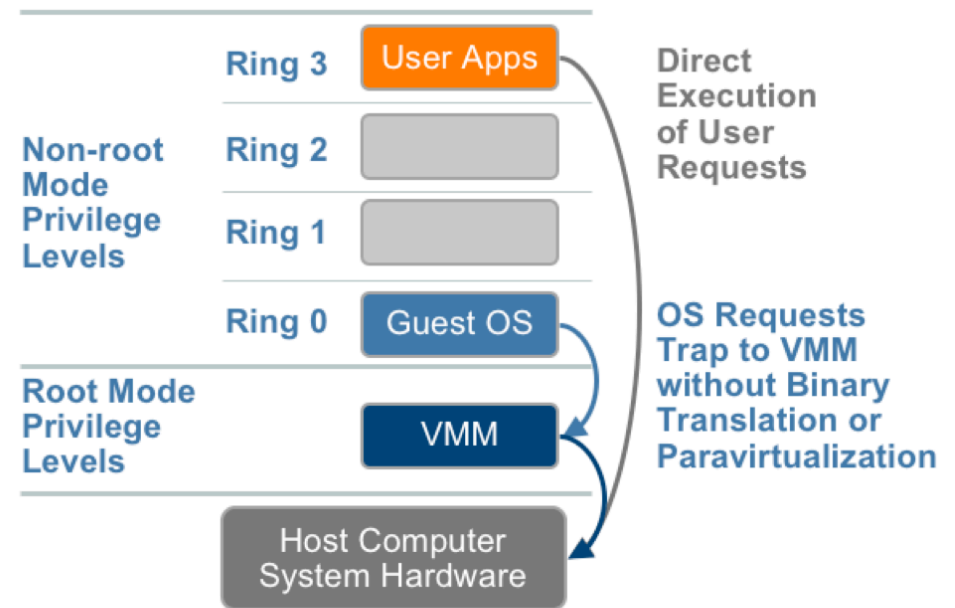 Ring 3
User Apps
Direct
Execution
of User
Requests
Non-root
Mode
Privilege
Levels
Ring 2
Ring 1
Ring 0
Guest OS
OS Requests
Trap to VMM
without Binary
Translation or
Paravirtualization
Root Mode
Privilege
Levels
VMM
Host Computer
System Hardware